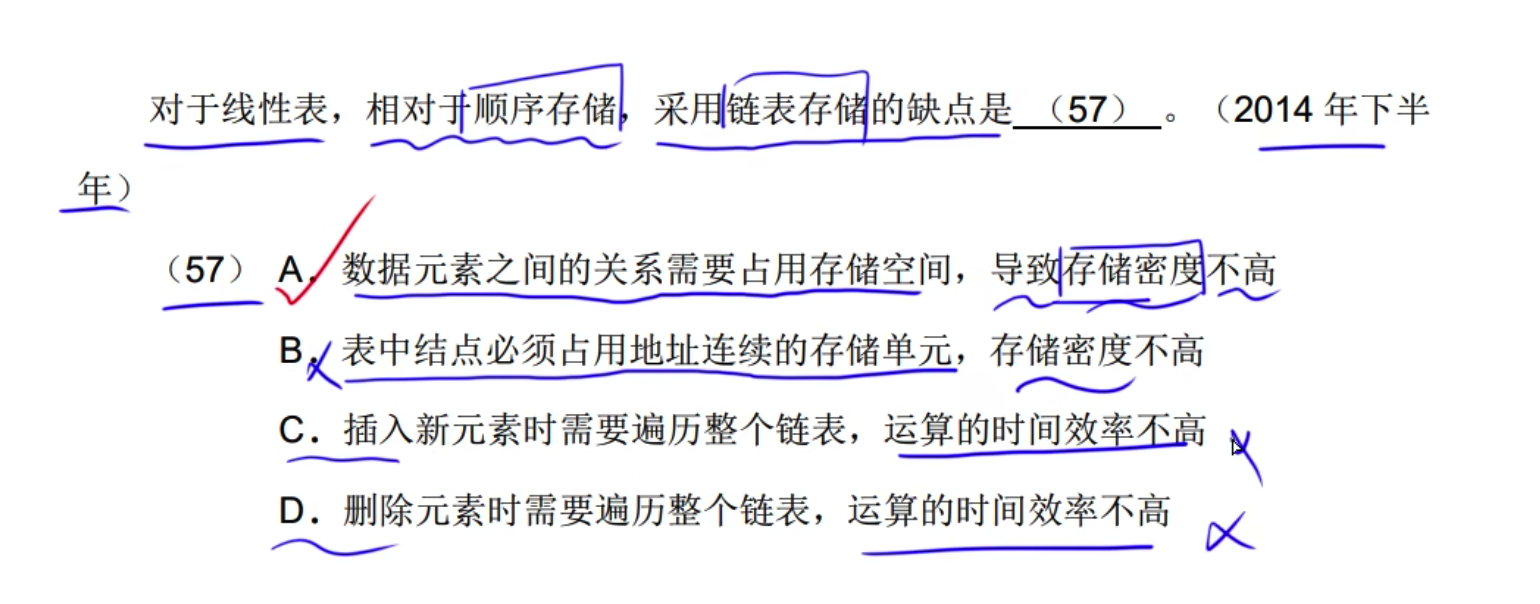 对于线性表，相对于顺序存储，采用链表存储的缺点是 （57） 。（2014 年下半
年）
（57） A．数据元素之间的关系需要占用存储空间，导致存储密度不高
B．表中结点必须占用地址连续的存储单元，存储密度不高
C．插入新元素时需要遍历整个链表，运算的时间效率不高
D．删除元素时需要遍历整个链表，运算的时间效率不高